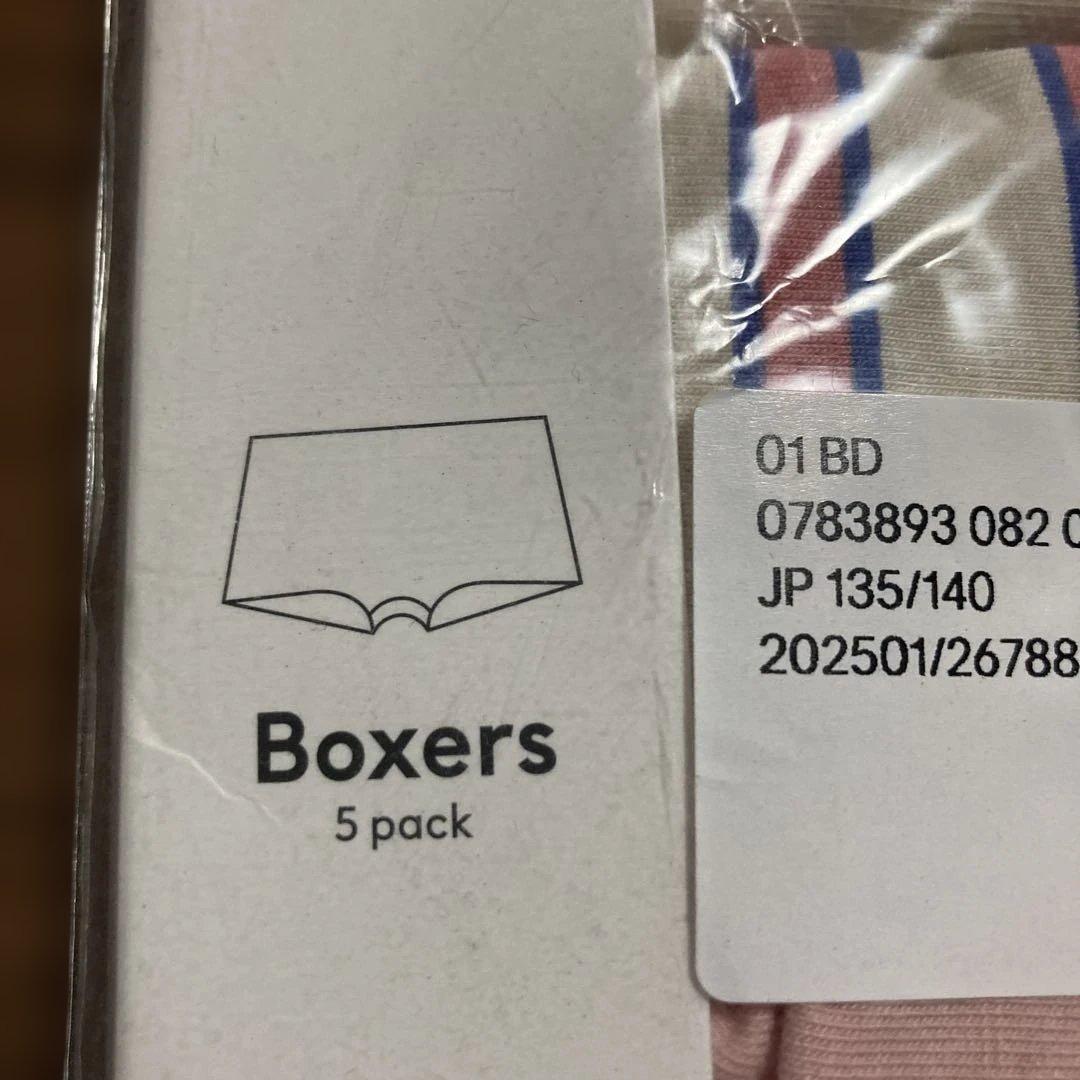 Boxers
5 pack
01 BD
0783893 082
JP 135/140
202501/26788